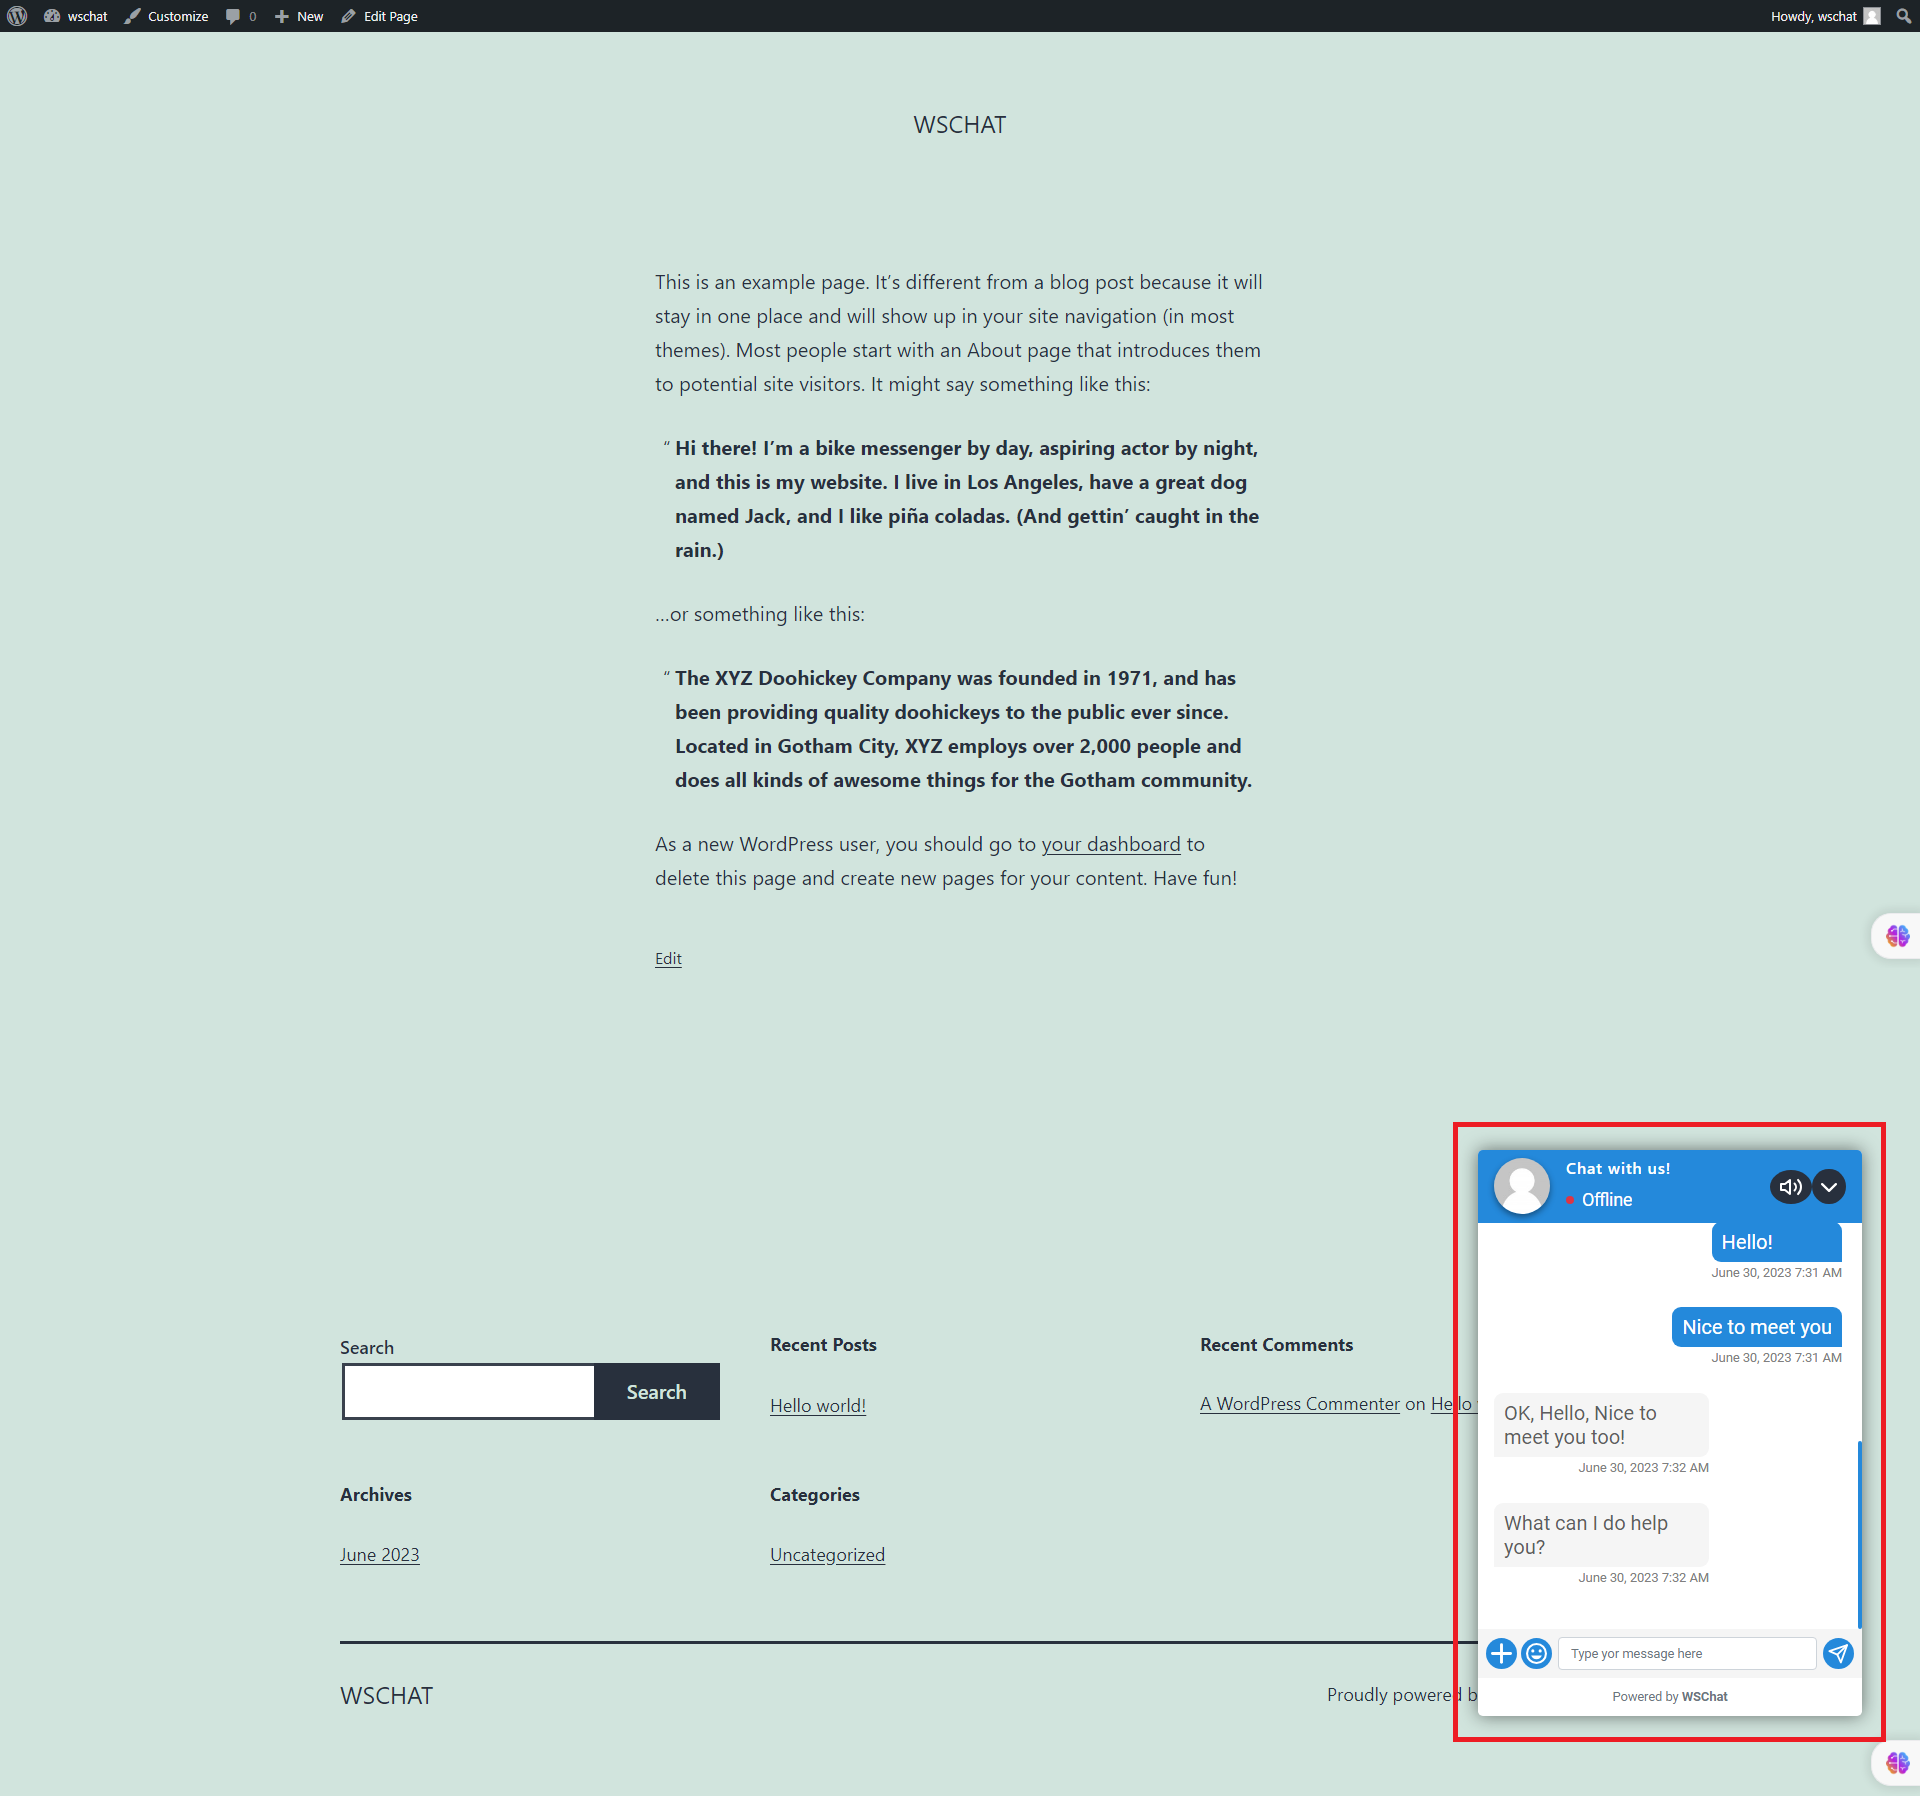 wschat Customize 0 New Edit Page Howdy, wschat
WSCHAT
This is an example page. It’s different from a blog post because it will
stay in one place and will show up in your site navigation (in most
themes). Most people start with an About page that introduces them
to potential site visitors. It might say something like this:
“ Hi there! I’m a bike messenger by day, aspiring actor by night,
and this is my website. I live in Los Angeles, have a great dog
named Jack, and I like piña coladas. (And gettin’ caught in the
rain.)
…or something like this:
“ The XYZ Doohickey Company was founded in 1971, and has
been providing quality doohickeys to the public ever since.
Located in Gotham City, XYZ employs over 2,000 people and
does all kinds of awesome things for the Gotham community.
As a new WordPress user, you should go to your dashboard to
delete this page and create new pages for your content. Have fun!
Edit
Search
Search
Recent Posts
Hello world!
Recent Comments
A WordPress Commenter on Hello
Archives
June 2023
Categories
Uncategorized
WSCHAT
Proudly powered b
Chat with us!
Offline
Hello!
June 30, 2023 7:31 AM
Nice to meet you
June 30, 2023 7:31 AM
OK, Hello, Nice to
meet you too!
June 30, 2023 7:32 AM
What can I do help
you?
June 30, 2023 7:32 AM
Type yor message here
Powered by WSChat